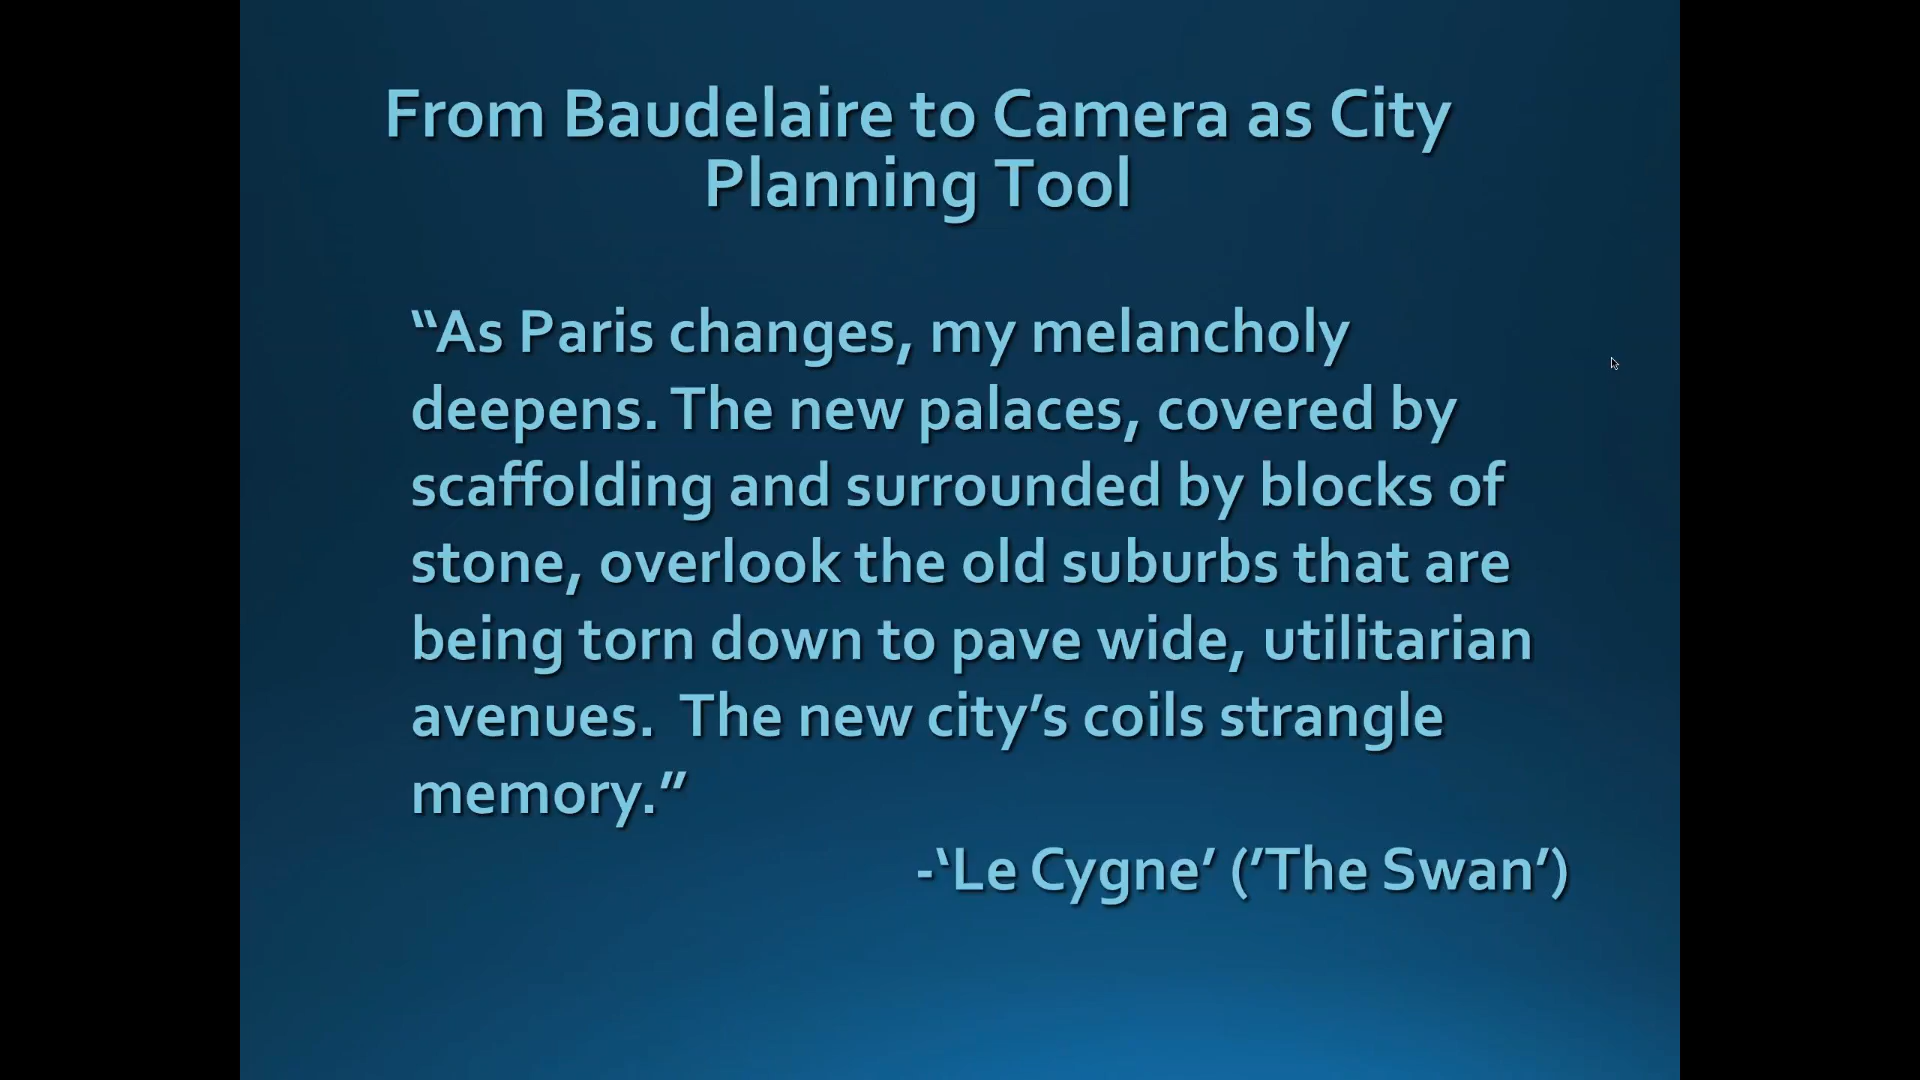 From Baudelaire to Camera as City
Planning Tool
“As Paris changes, my melancholy
deepens. The new palaces, covered by
scaffolding and surrounded by blocks of
stone, overlook the old suburbs that are
being torn down to pave wide, utilitarian
avenues.  The new city’s coils strangle
memory.”
-‘Le Cygne’ (’The Swan’)